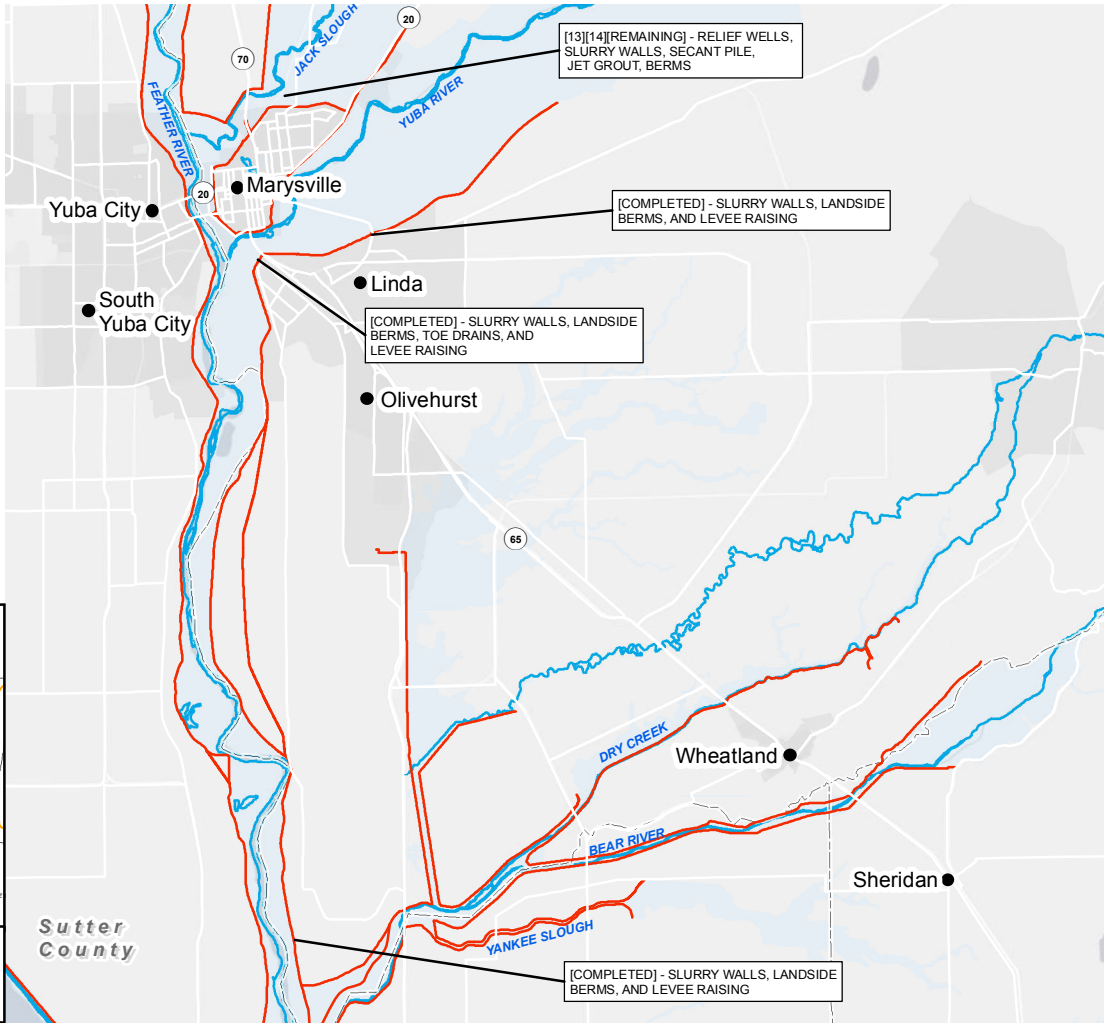 20
[13][14][REMAINING] - RELIEF WELLS,
SLURRY WALLS, SECANT PILE,
JET GROUT, BERMS
70
JACK SLOUGH
FEATHER RIVER
YUBA RIVER
20
Marysville
Yuba City
[COMPLETED] - SLURRY WALLS, LANDSIDE
BERMS, AND LEVEE RAISING
Linda
South
Yuba City
[COMPLETED] - SLURRY WALLS, LANDSIDE
BERMS, TOE DRAINS, AND
LEVEE RAISING
Olivehurst
65
DRY CREEK
Wheatland
BEAR RIVER
Sheridan
YANKEE SLOUGH
Sutter
County
[COMPLETED] - SLURRY WALLS, LANDSIDE
BERMS, AND LEVEE RAISING